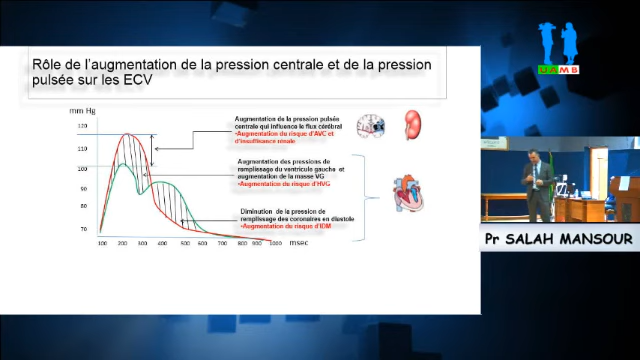 Rôle de l'augmentation de la pression centrale et de la pression
pulsée sur les ECV
mm Hg
120
110
100
90
80
70
100 200 300 400 500 600 700 800 900 1000 msec
Augmentation de la pression pulsée
centrale qui influence le flux cérébral
•Augmentation du risque d'AVC et
d'insuffisance rénale
Augmentation des pressions de
remplissage du ventricule gauche et
augmentation de la masse VG
•Augmentation du risque d'HVG
Diminution de la pression de
remplissage des coronaires en diastole
•Augmentation du risque d'IDM
UAMB
Pr SALAH MANSOUR